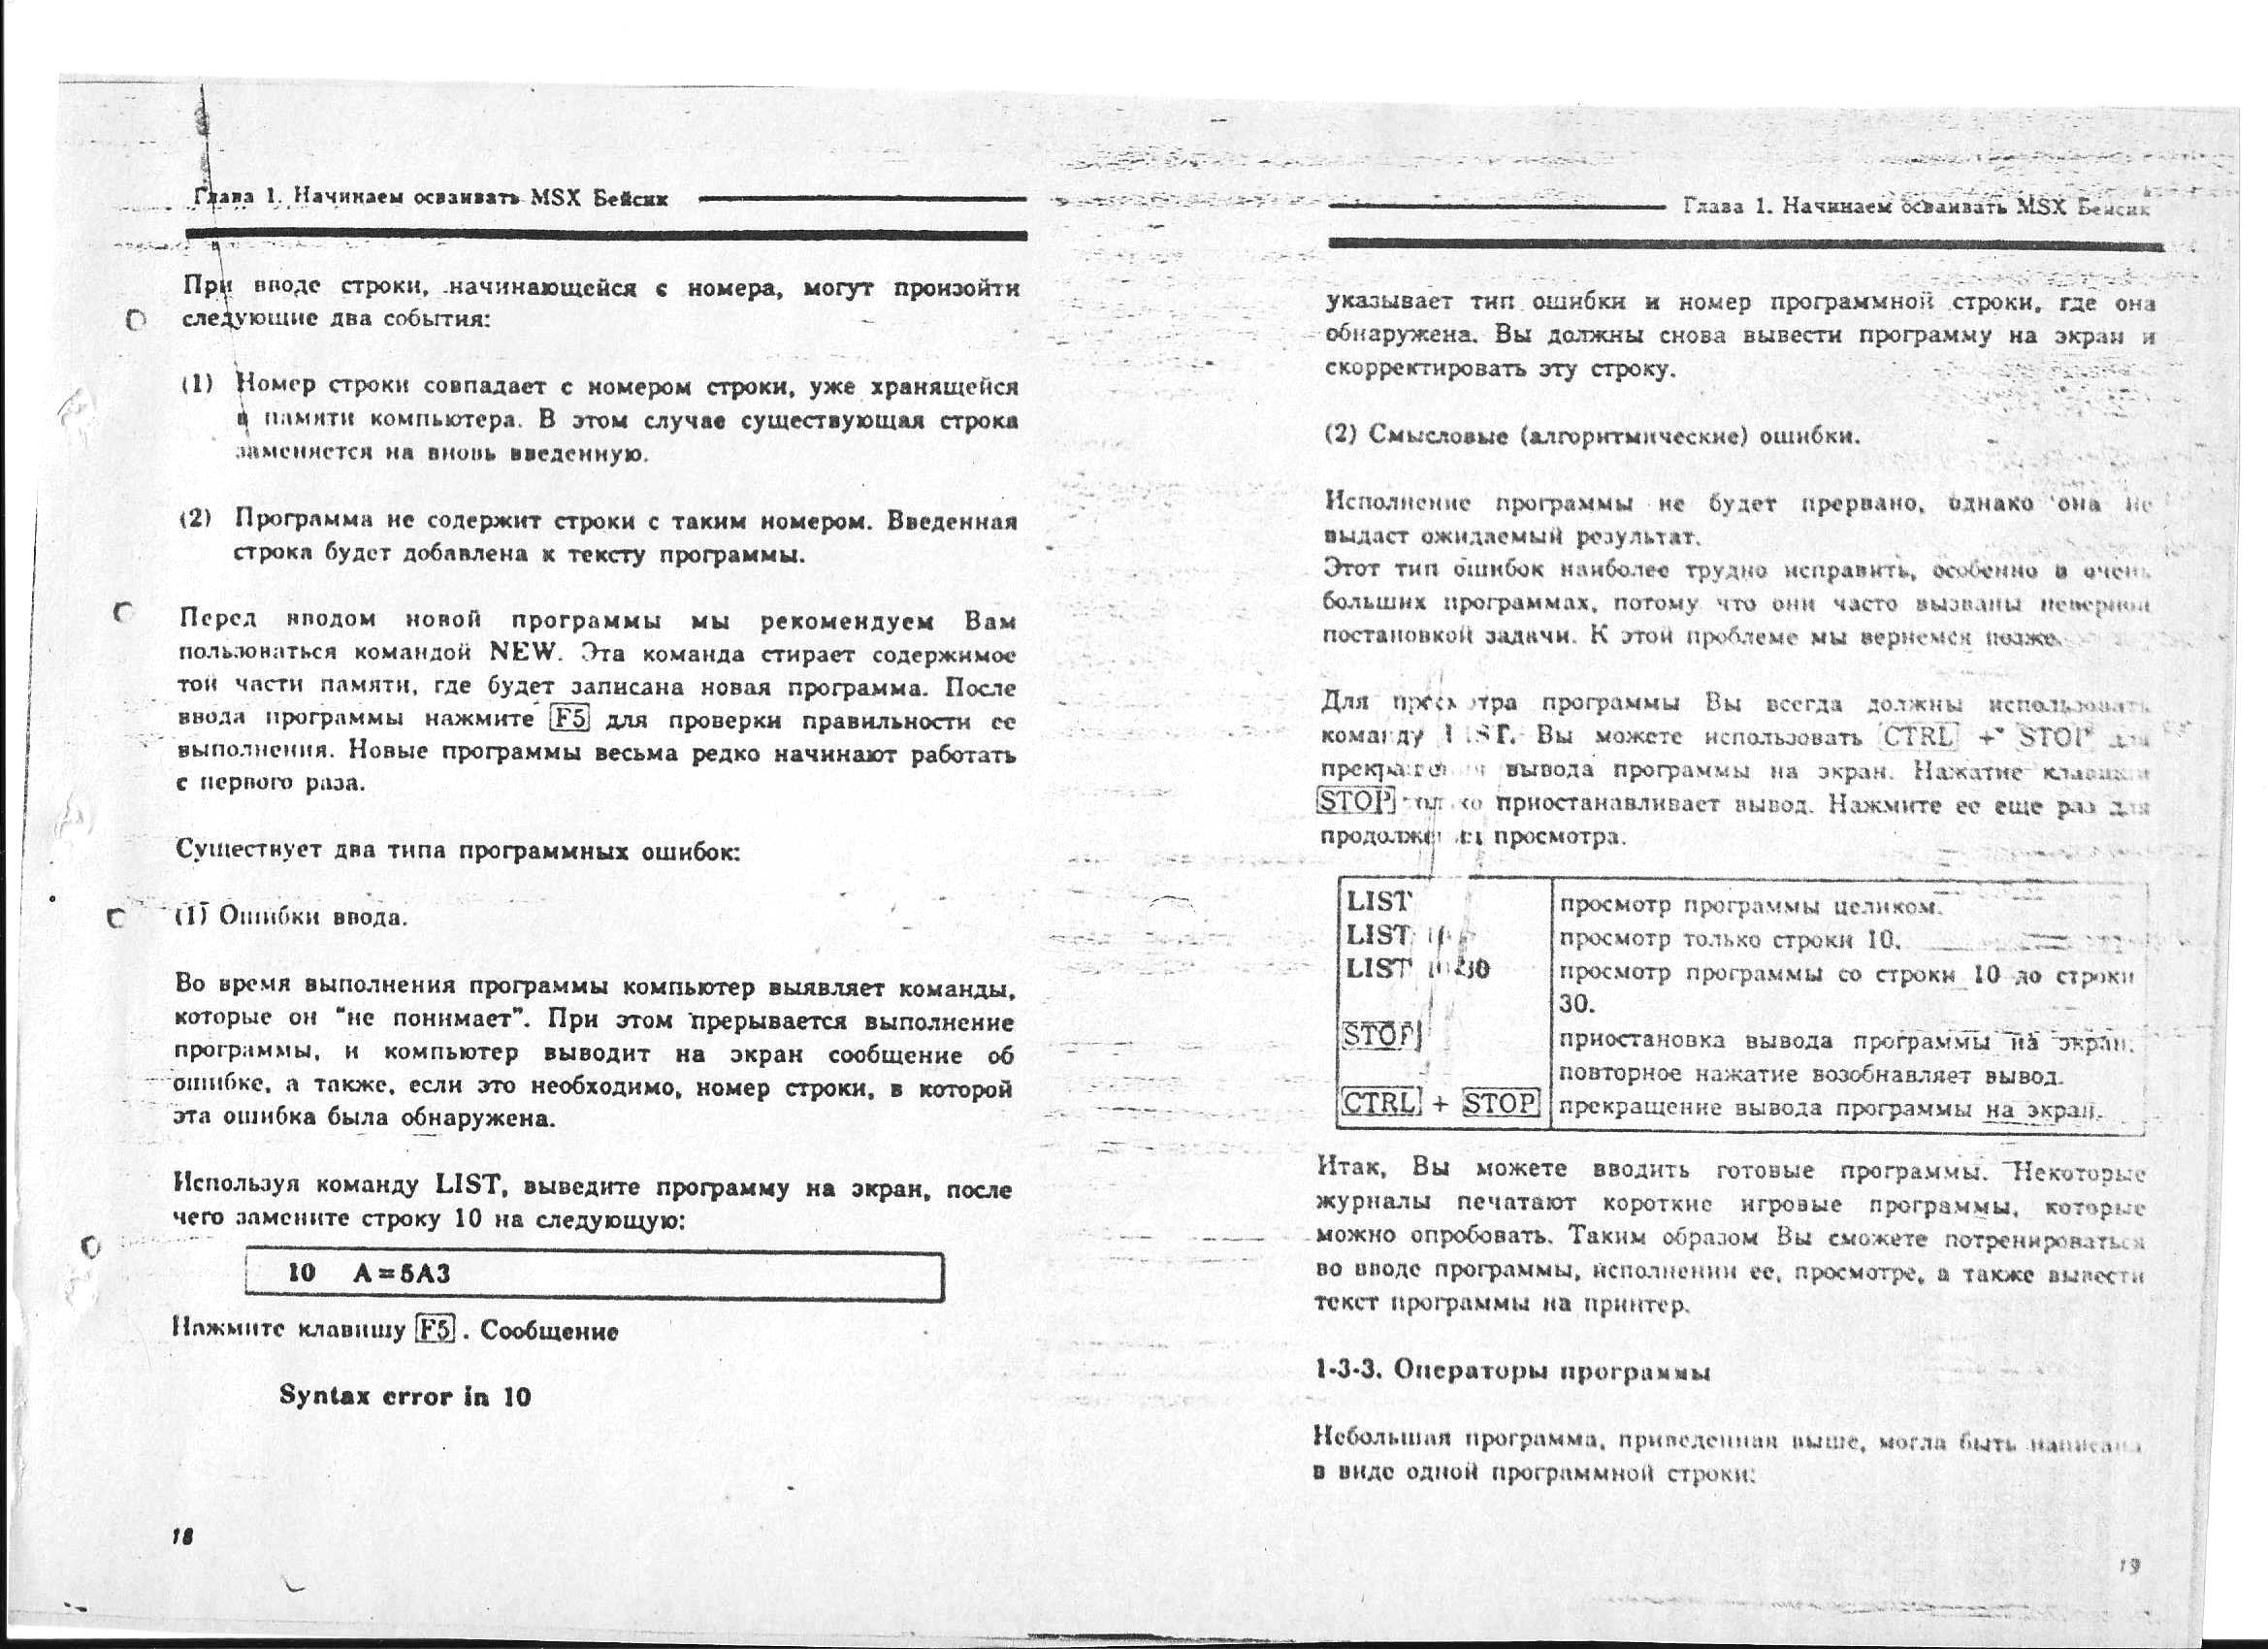 Глава 1. Начинаем осваивать MSX Бейсик
При вводе строки, начинающейся с номера, могут произойти
следующие два события:
(1) Номер строки совпадает с номером строки, уже хранящейся
в памяти компьютера. В этом случае существующая строка
заменяется на вновь введенную.
(2) Программа не содержит строки с таким номером. Введенная
строка будет добавлена к тексту программы.
Перед вводом новой программы мы рекомендуем Вам
пользоваться командой NEW. Эта команда стирает содержимое
той части памяти, где будет записана новая программа. После
ввода программы нажмите F5 для проверки правильности ее
выполнения. Новые программы весьма редко начинают работать
с первого раза.
Существует два типа программных ошибок:
(1) Ошибки ввода.
Во время выполнения программы компьютер выявляет команды,
которые он "не понимает". При этом прерывается выполнение
программы, и компьютер выводит на экран сообщение об
ошибке, а также, если это необходимо, номер строки, в которой
эта ошибка была обнаружена.
Используя команду LIST, выведите программу на экран, после
чего замените строку 10 на следующую:
10 A=5A3
Нажмите клавишу F5. Сообщение
Syntax error in 10
18
Глава 1. Начинаем осваивать MSX Бейсик
указывает тип ошибки и номер программной строки, где она
обнаружена. Вы должны снова вывести программу на экран и
скорректировать эту строку.
(2) Смысловые (алгоритмические) ошибки.
Исполнение программы не будет прервано, однако она не
выдаст ожидаемый результат.
Этот тип ошибок наиболее трудно исправить, особенно в очень
больших программах, потому что они часто вызваны неверной
постановкой задачи. К этой проблеме мы вернемся позже.
Для просмотра программы Вы всегда должны использовать
команду LIST. Вы можете использовать CTRL + STOP для
прекращения вывода программы на экран. Нажатие клавиши
STOP только приостанавливает вывод. Нажмите ее еще раз для
продолжения просмотра.
LIST просмотр программы целиком.
LIST 10 просмотр только строки 10.
LIST 10-30 просмотр программы со строки 10 до строки
30.
STOP приостановка вывода программы на экран.
повторное нажатие возобнавляет вывод.
CTRL + STOP прекращение вывода программы на экран.
Итак, Вы можете вводить готовые программы. Некоторые
журналы печатают короткие игровые программы, которые
можно опробовать. Таким образом Вы сможете потренироваться
во вводе программы, исполнении ее, просмотре, а также вывести
текст программы на принтер.
1-3-3. Операторы программы
Небольшая программа, приведенная выше, могла быть написана
в виде одной программной строки:
19